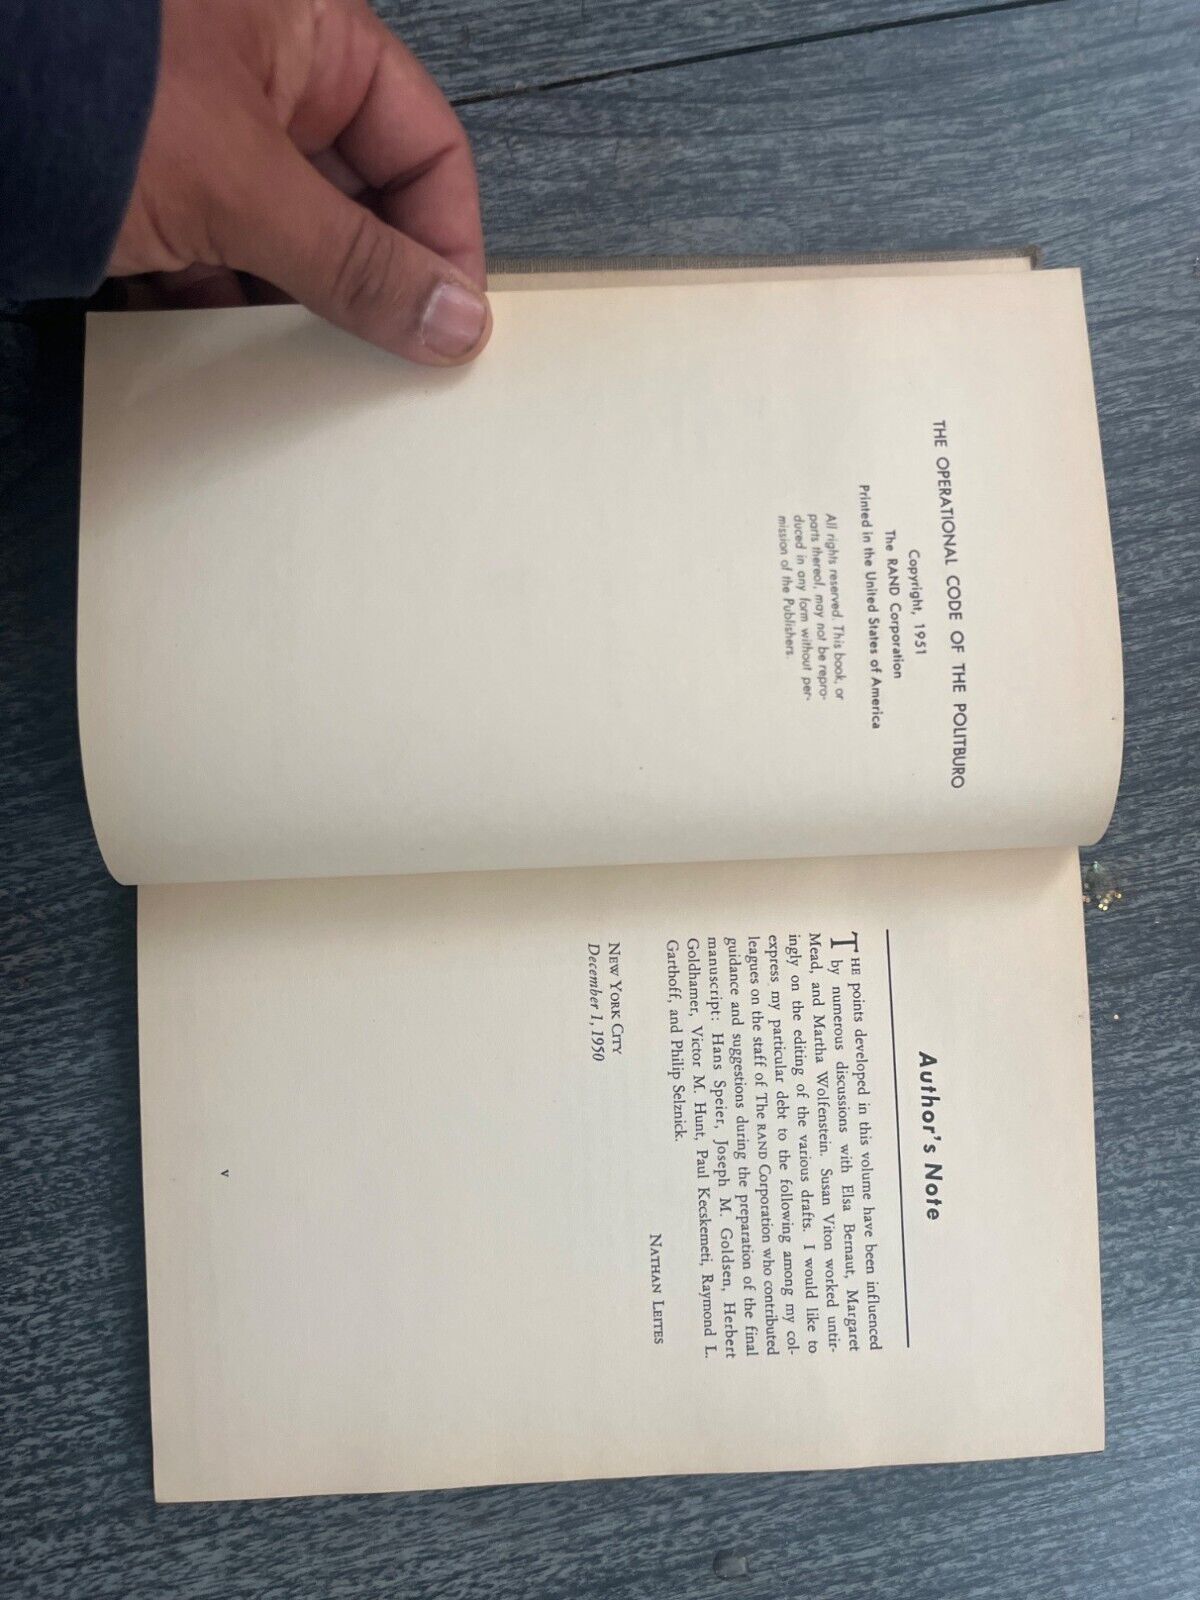 THE OPERATIONAL CODE OF THE POLITBURO
Copyright, 1951
The RAND Corporation
Printed in the United States of America
All rights reserved. This book, or
parts thereof, may not be repro-
duced in any form without per-
mission of the Publishers.
Author's Note
THE points developed in this volume have been influenced
by numerous discussions with Elsa Bernaut, Margaret
Mead, and Martha Wolfenstein. Susan Viton worked untir-
ingly on the editing of the various drafts. I would like to
express my particular debt to the following among my col-
leagues on the staff of The RAND Corporation who contributed
guidance and suggestions during the preparation of the final
manuscript: Hans Speier, Joseph M. Goldsen, Herbert
Goldhamer, Victor M. Hunt, Paul Kecskemeti, Raymond L.
Garthoff, and Philip Selznick.
NATHAN LEITES
NEW YORK CITY
December 1, 1950
v